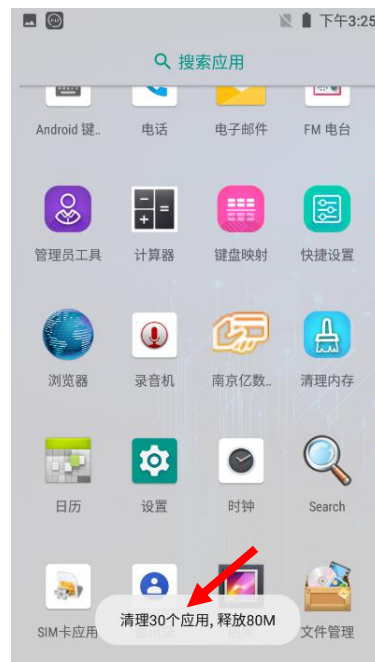 下午3:25
搜索应用
Android 键..
电话
电子邮件
FM 电台
管理员工具
计算器
键盘映射
快捷设置
浏览器
录音机
南京亿数..
清理内存
日历
设置
时钟
Search
SIM卡应用
文件管理
清理30个应用, 释放80M